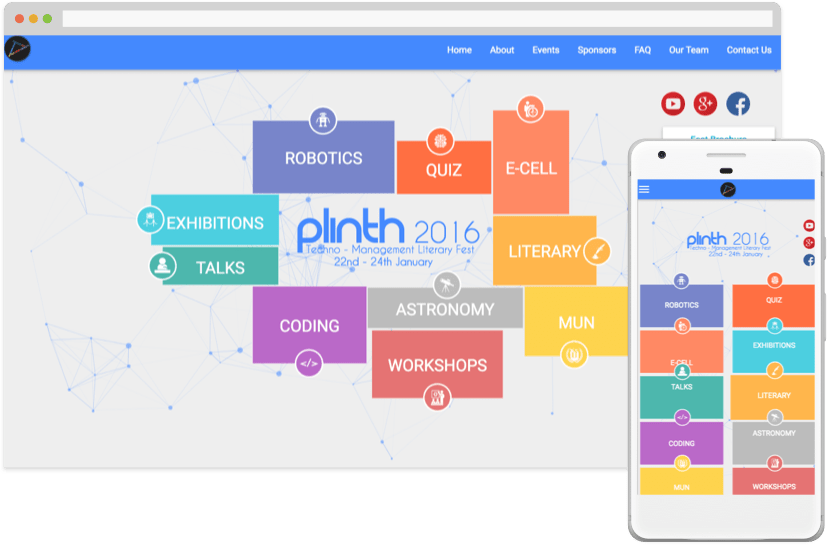 Home About Events Sponsors FAQ Our Team Contact Us
ROBOTICS
QUIZ
E-CELL
EXHIBITIONS
plinth 2016
Techno - Management Literary Fest
22nd - 24th January
LITERARY
TALKS
CODING
ASTRONOMY
MUN
WORKSHOPS
plinth 2016
Techno - Management Literary Fest
22nd - 24th January
ROBOTICS
QUIZ
E-CELL
EXHIBITIONS
TALKS
LITERARY
CODING
ASTRONOMY
MUN
WORKSHOPS